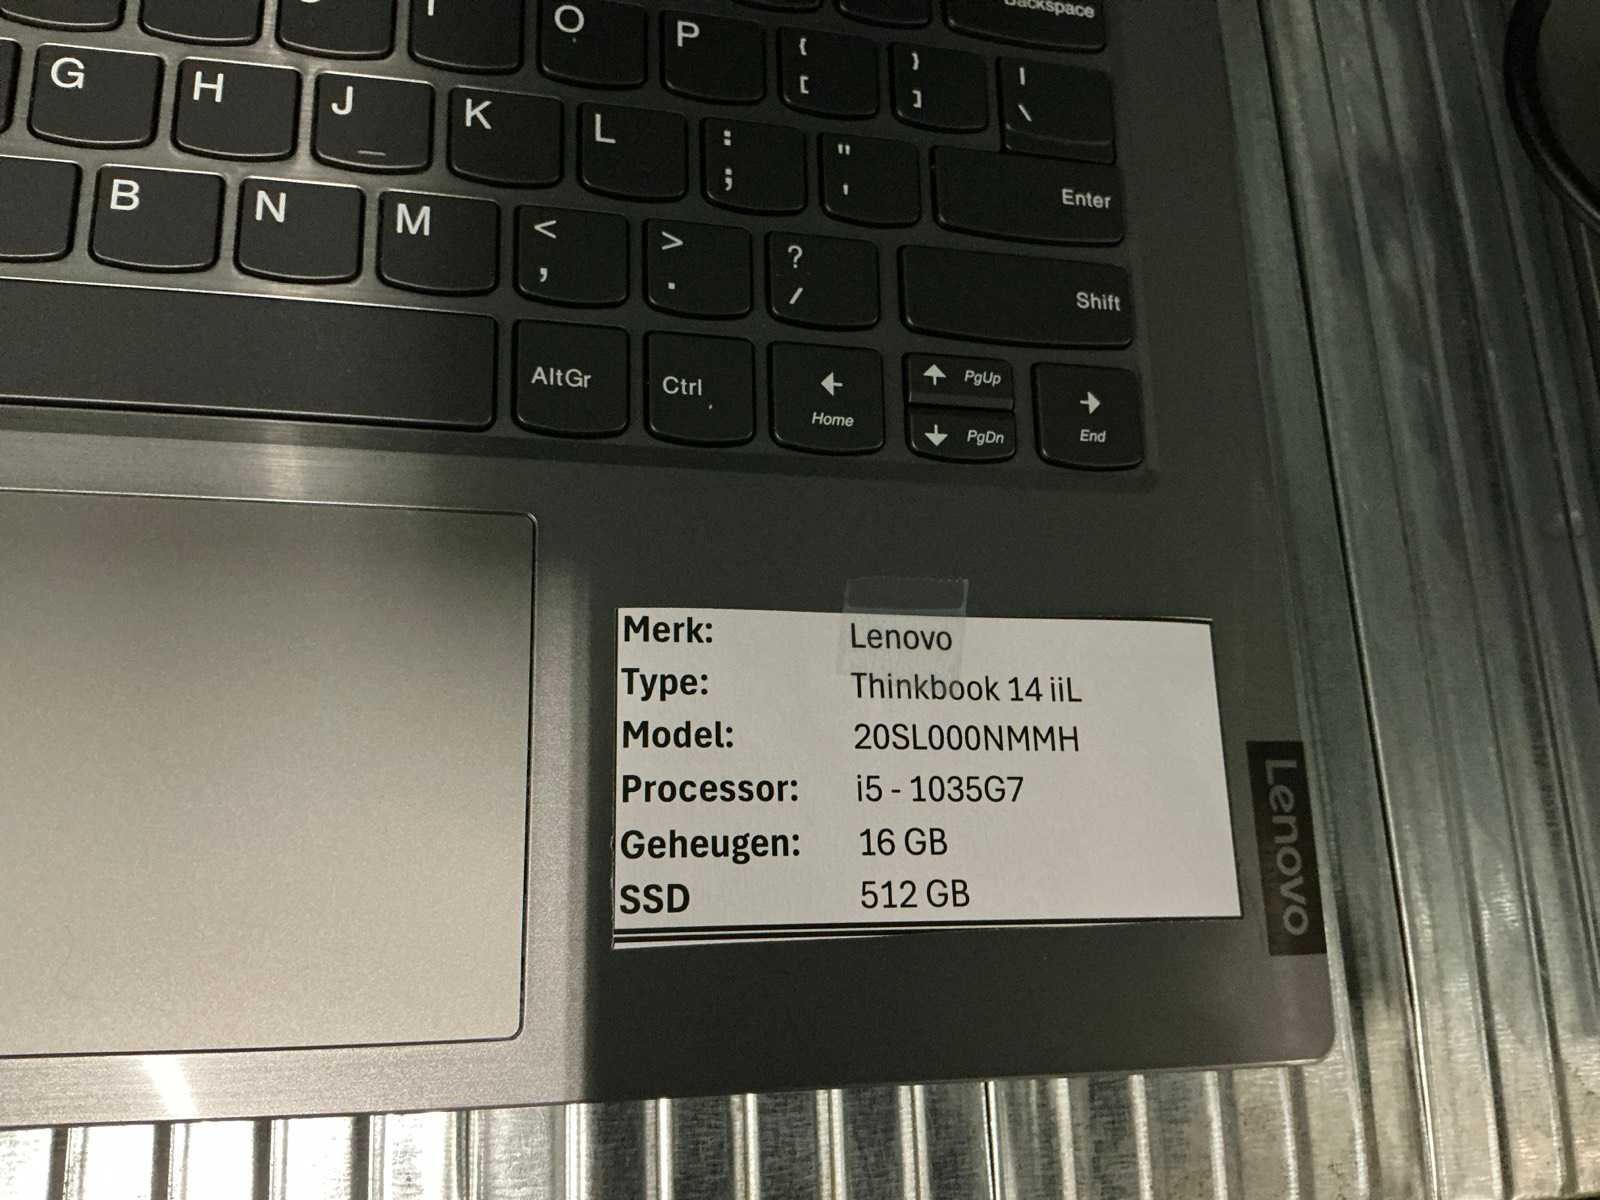 Backspace
O P { [ } ] | \
G H J K L : ; " ' Enter
B N M < , > . ? / Shift
AltGr Ctrl Home PgUp PgDn End
Merk: Lenovo
Type: Thinkbook 14 iiL
Model: 20SL000NMMH
Processor: i5 - 1035G7
Geheugen: 16 GB
SSD 512 GB
Lenovo